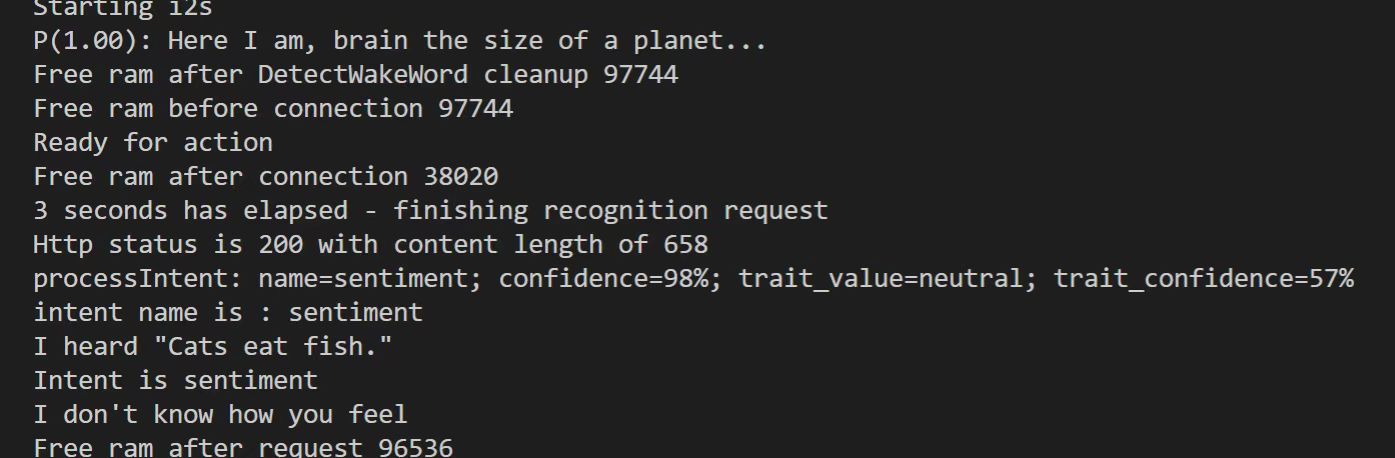 Starting i2s
P(1.00): Here I am, brain the size of a planet...
Free ram after DetectWakeWord cleanup 97744
Free ram before connection 97744
Ready for action
Free ram after connection 38020
3 seconds has elapsed - finishing recognition request
Http status is 200 with content length of 658
processIntent: name=sentiment; confidence=98%; trait_value=neutral; trait_confidence=57%
intent name is : sentiment
I heard "Cats eat fish."
Intent is sentiment
I don't know how you feel
Free ram after request 96536